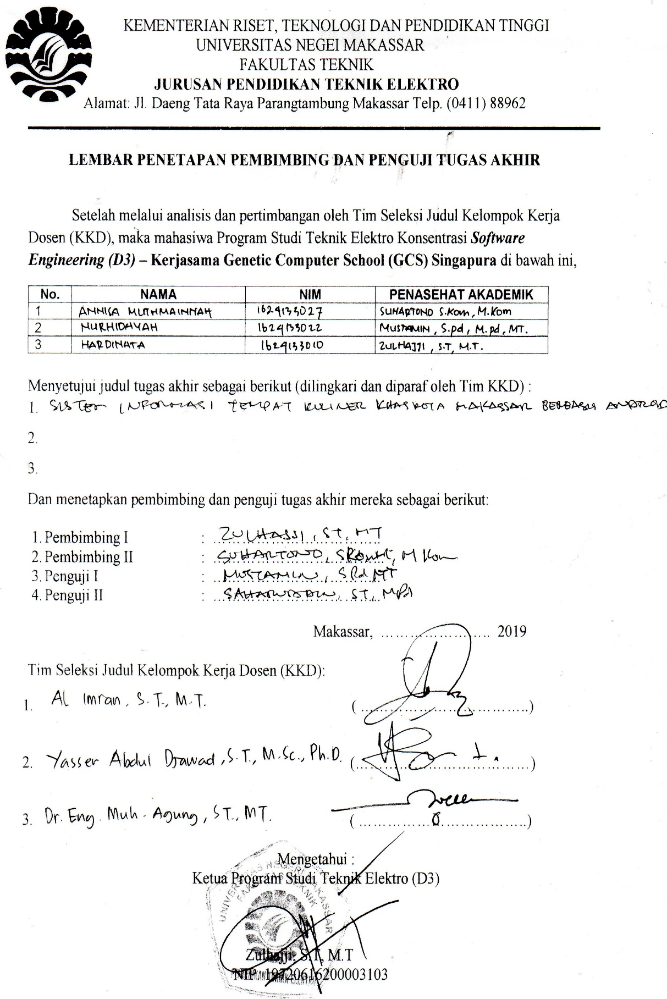 KEMENTERIAN RISET, TEKNOLOGI DAN PENDIDIKAN TINGGI
UNIVERSITAS NEGEI MAKASSAR
FAKULTAS TEKNIK
JURUSAN PENDIDIKAN TEKNIK ELEKTRO
Alamat: Jl. Daeng Tata Raya Parangtambung Makassar Telp. (0411) 88962
LEMBAR PENETAPAN PEMBIMBING DAN PENGUJI TUGAS AKHIR
Setelah melalui analisis dan pertimbangan oleh Tim Seleksi Judul Kelompok Kerja
Dosen (KKD), maka mahasiwa Program Studi Teknik Elektro Konsentrasi Software
Engineering (D3) – Kerjasama Genetic Computer School (GCS) Singapura di bawah ini,
No. NAMA NIM PENASEHAT AKADEMIK
1 ANNISA MUTHMAINNAH 1629133027 SUHARTONO S.Kom, M.Kom
2 NURHIDAYAH 1629133022 MUSTAMIN, S.pd, M.pd, MT.
3 HARDINATA 1629133010 ZULHAJJI, S.T, M.T.
Menyetujui judul tugas akhir sebagai berikut (dilingkari dan diparaf oleh Tim KKD) :
1. SISTEM INFORMASI TEMPAT KULINER KHAS KOTA MAKASSAR BERBASIS ANDROID
2.
3.
Dan menetapkan pembimbing dan penguji tugas akhir mereka sebagai berikut:
1. Pembimbing I : ZULHAJJI, ST, MT
2. Pembimbing II : SUHARTONO, SKom, M Kom
3. Penguji I : MUSTAMIN, SPd MT
4. Penguji II : ST, MPd
Makassar, ........................ 2019
Tim Seleksi Judul Kelompok Kerja Dosen (KKD):
1. Al Imran, S.T., M.T. (....................................)
2. Yasser Abdul Djawad, S.T., M.Sc., Ph.D. (....................................)
3. Dr. Eng. Muh. Agung, ST., MT. (....................................)
Mengetahui :
Ketua Program Studi Teknik Elektro (D3)
UNIVERSITAS NEGERI MAKASSAR
FAKULTAS TEKNIK
Zulhajji, S.T, M.T
NIP. 19720616200003103